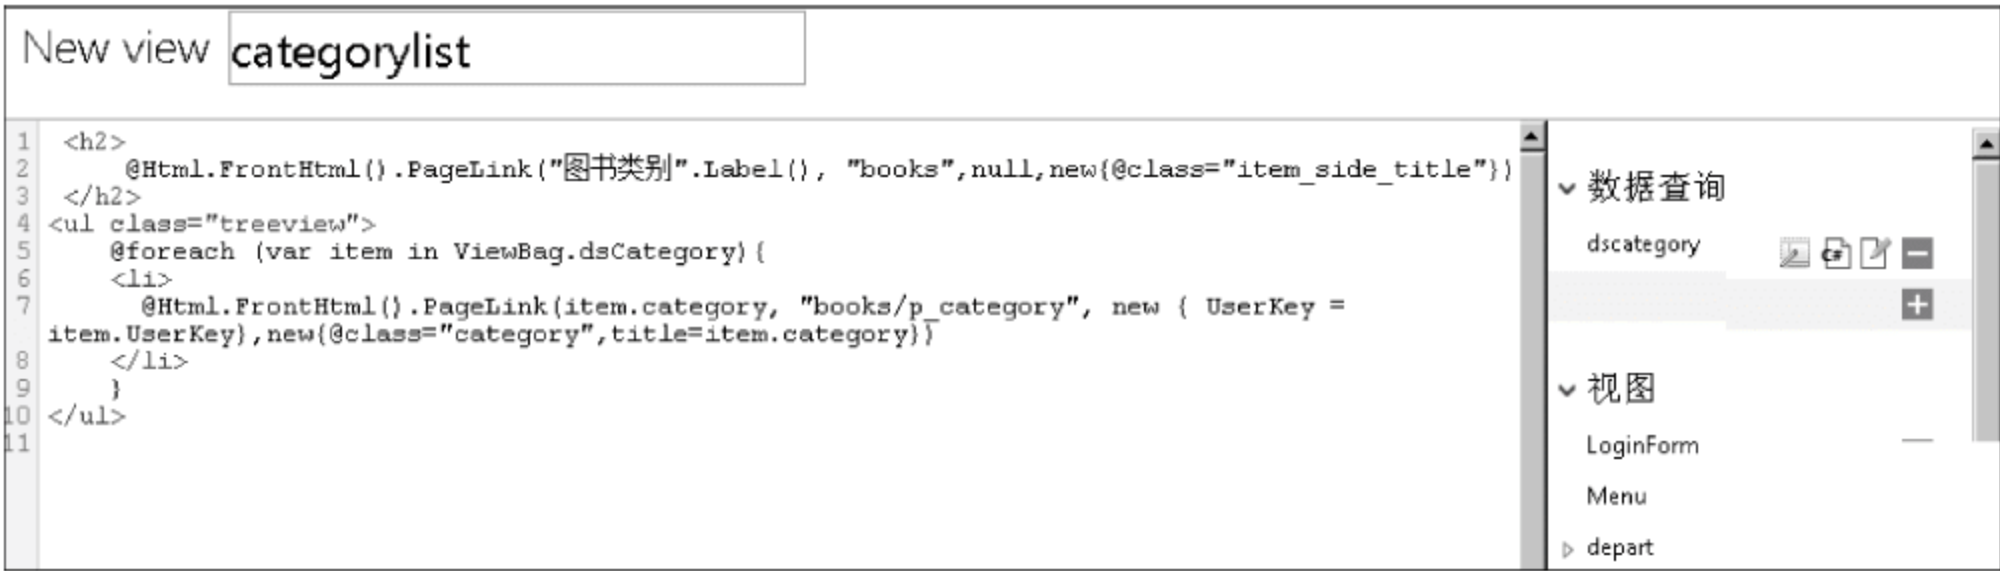 New view categorylist
1 <h2>
2 @Html.FrontHtml().PageLink("图书类别".Label(), "books",null,new{@class="item_side_title"})
3 </h2>
4 <ul class="treeview">
5 @foreach (var item in ViewBag.dsCategory){
6 <li>
7 @Html.FrontHtml().PageLink(item.category, "books/p_category", new { UserKey =
item.UserKey},new{@class="category",title=item.category})
8 </li>
9 }
10 </ul>
11
数据查询
dscategory
C#
视图
LoginForm
Menu
depart